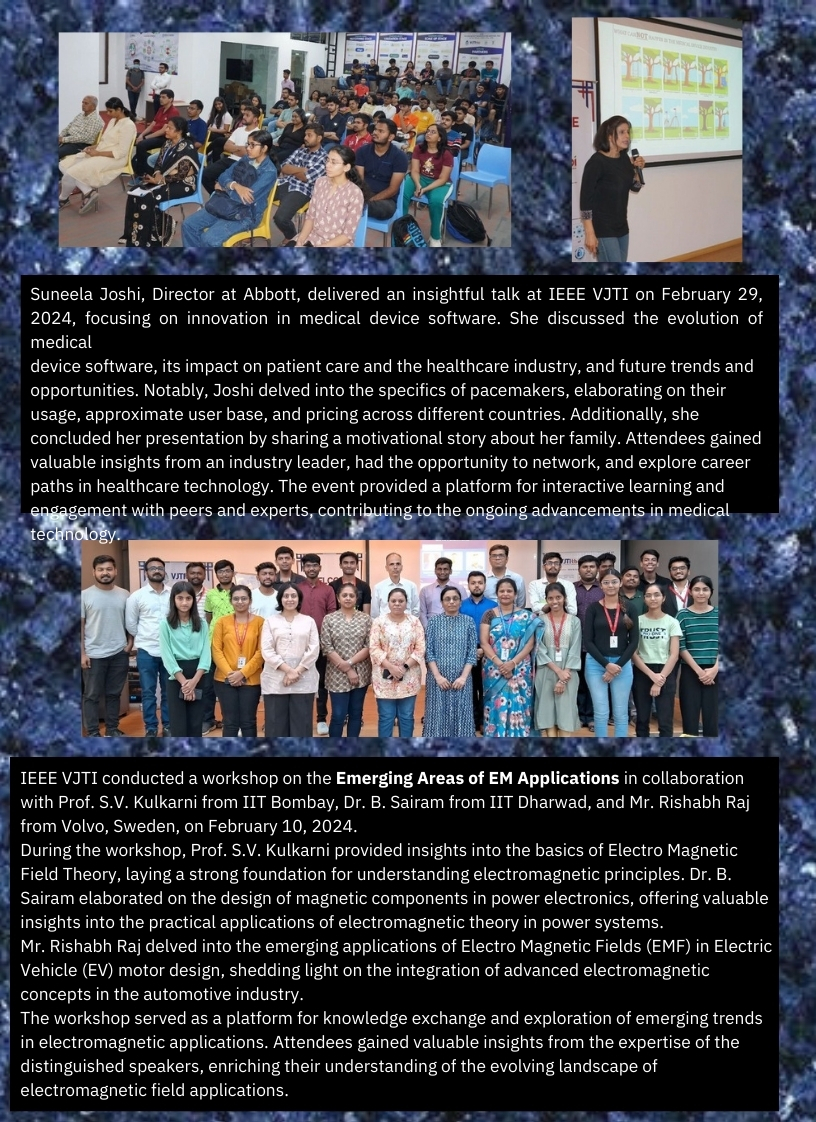 Suneela Joshi, Director at Abbott, delivered an insightful talk at IEEE VJTI on February 29,
2024, focusing on innovation in medical device software. She discussed the evolution of
medical
device software, its impact on patient care and the healthcare industry, and future trends and
opportunities. Notably, Joshi delved into the specifics of pacemakers, elaborating on their
usage, approximate user base, and pricing across different countries. Additionally, she
concluded her presentation by sharing a motivational story about her family. Attendees gained
valuable insights from an industry leader, had the opportunity to network, and explore career
paths in healthcare technology. The event provided a platform for interactive learning and
engagement with peers and experts, contributing to the ongoing advancements in medical
technology.
VJTI
IEEE VJTI conducted a workshop on the Emerging Areas of EM Applications in collaboration
with Prof. S.V. Kulkarni from IIT Bombay, Dr. B. Sairam from IIT Dharwad, and Mr. Rishabh Raj
from Volvo, Sweden, on February 10, 2024.
During the workshop, Prof. S.V. Kulkarni provided insights into the basics of Electro Magnetic
Field Theory, laying a strong foundation for understanding electromagnetic principles. Dr. B.
Sairam elaborated on the design of magnetic components in power electronics, offering valuable
insights into the practical applications of electromagnetic theory in power systems.
Mr. Rishabh Raj delved into the emerging applications of Electro Magnetic Fields (EMF) in Electric
Vehicle (EV) motor design, shedding light on the integration of advanced electromagnetic
concepts in the automotive industry.
The workshop served as a platform for knowledge exchange and exploration of emerging trends
in electromagnetic applications. Attendees gained valuable insights from the expertise of the
distinguished speakers, enriching their understanding of the evolving landscape of
electromagnetic field applications.